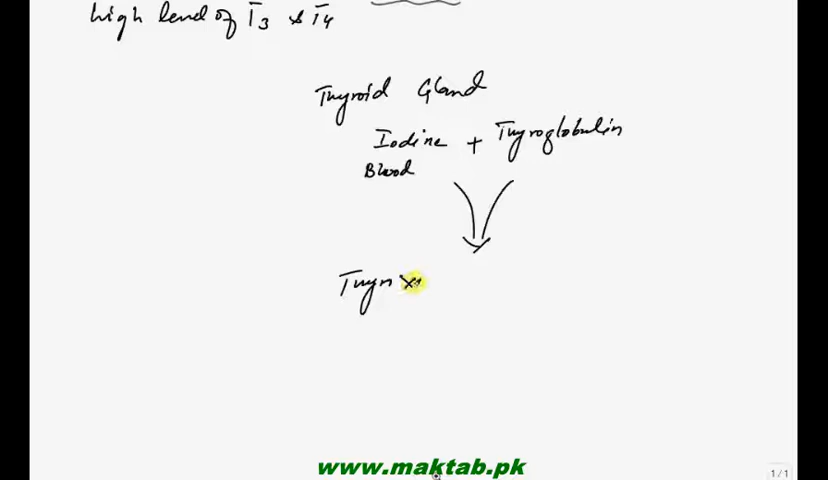 high level of T3 & T4
Thyroid Gland
Iodine + Thyroglobulin
Blood
www.maktab.pk
1/1